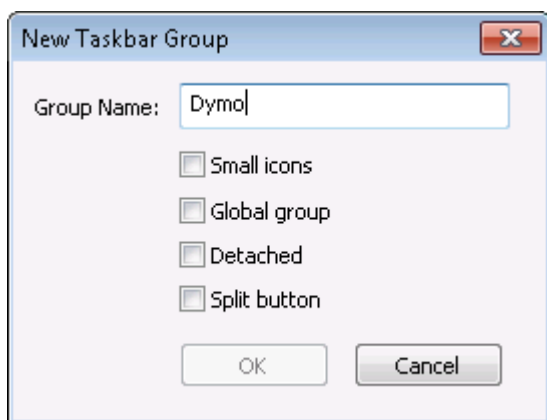 New Taskbar Group
Group Name: Dymo
Small icons
Global group
Detached
Split button
OK Cancel